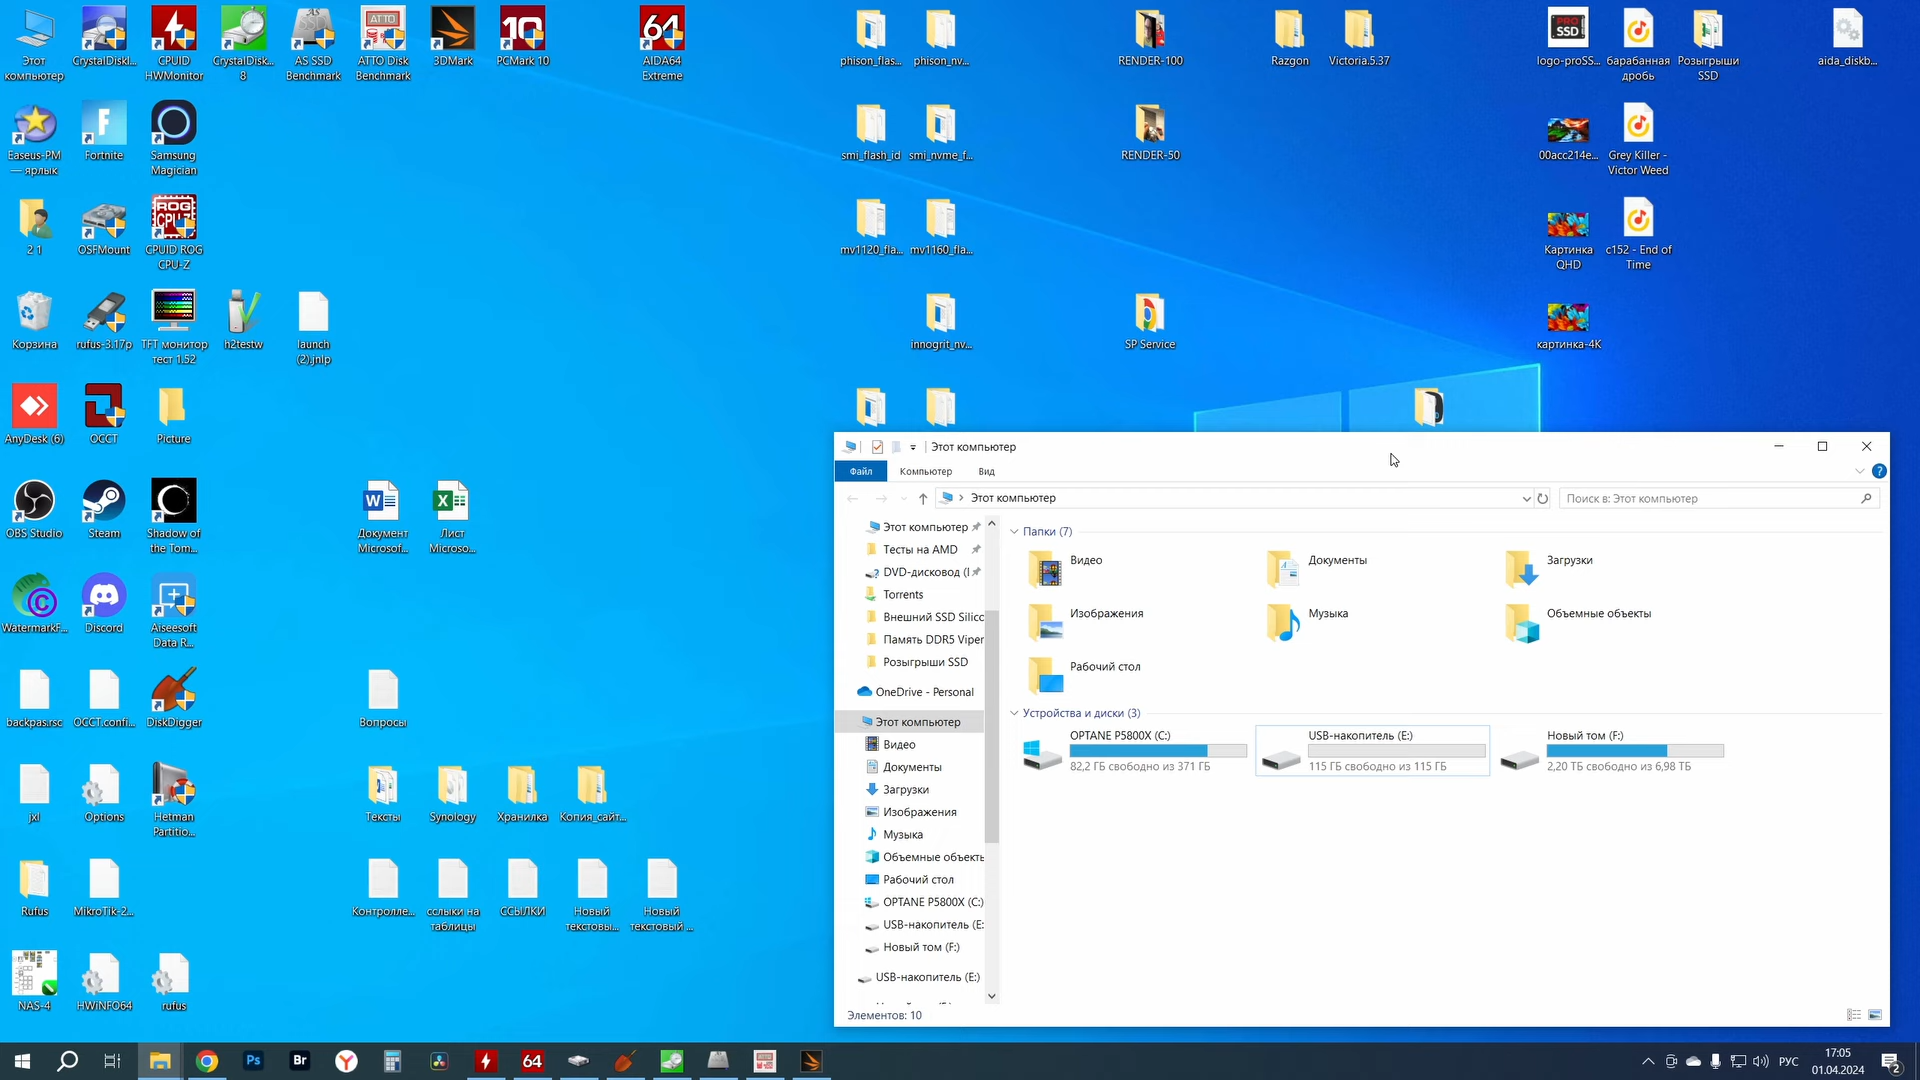 Этот
компьютер
CrystalDiskI...
CPUID
HWMonitor
CrystalDisk...
8
AS SSD
Benchmark
ATTO Disk
Benchmark
3DMark
PCMark 10
AIDA64
Extreme
phison_flas...
phison_nv...
RENDER-100
Razgon
Victoria.5.37
logo-proSS...
барабанная
дробь
Розыгрыши
SSD
aida_diskb...
Easeus-PM
— ярлык
Fortnite
Samsung
Magician
smi_flash_id
smi_nvme_f...
RENDER-50
00acc214e...
Grey Killer -
Victor Weed
2 1
OSFMount
CPUID ROG
CPU-Z
mv1120_fla...
mv1160_fla...
Картинка
QHD
c152 - End of
Time
Корзина
rufus-3.17p
TFT монитор
тест 1.52
h2testw
launch
(2).jnlp
innogrit_nv...
SP Service
картинка-4K
AnyDesk (6)
OCCT
Picture
OBS Studio
Steam
Shadow of
the Tom...
Документ
Microsof...
Лист
Microso...
WatermarkF...
Discord
Aiseesoft
Data R...
backpas.rsc
OCCT.confi...
DiskDigger
Вопросы
jxl
Options
Hetman
Partitio...
Тексты
Synology
Хранилка
Копия_сайт...
Rufus
MikroTik-2...
Контролле...
сслыки на
таблицы
ССЫЛКИ
Новый
текстовы...
Новый
текстовый ...
NAS-4
HWiNFO64
rufus
Этот компьютер
Файл
Компьютер
Вид
Этот компьютер
Поиск в: Этот компьютер
Этот компьютер
Тесты на AMD
DVD-дисковод (I
Torrents
Внешний SSD Silico
Память DDR5 Viper
Розыгрыши SSD
OneDrive - Personal
Этот компьютер
Видео
Документы
Загрузки
Изображения
Музыка
Объемные объекты
Рабочий стол
OPTANE P5800X (C:)
USB-накопитель (E:
Новый том (F:)
USB-накопитель (E:)
Папки (7)
Видео
Документы
Загрузки
Изображения
Музыка
Объемные объекты
Рабочий стол
Устройства и диски (3)
OPTANE P5800X (C:)
82,2 ГБ свободно из 371 ГБ
USB-накопитель (E:)
115 ГБ свободно из 115 ГБ
Новый том (F:)
2,20 ТБ свободно из 6,98 ТБ
Элементов: 10
РУС
17:05
01.04.2024
2